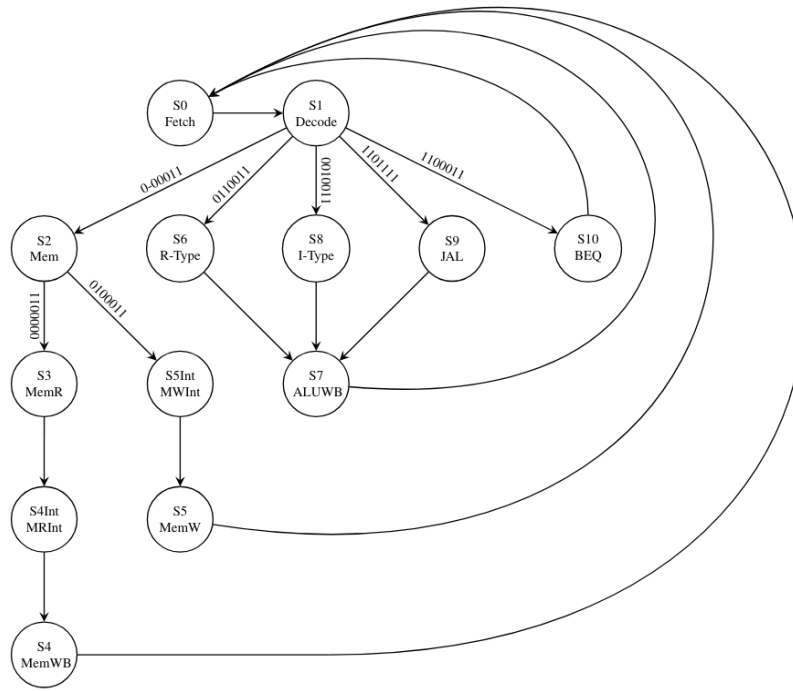 S0
Fetch
S1
Decode
0-00011
0110011
0010011
1101111
1100011
S2
Mem
S6
R-Type
S8
I-Type
S9
JAL
S10
BEQ
0000011
0100011
S3
MemR
S5Int
MWInt
S7
ALUWB
S4Int
MRInt
S5
MemW
S4
MemWB